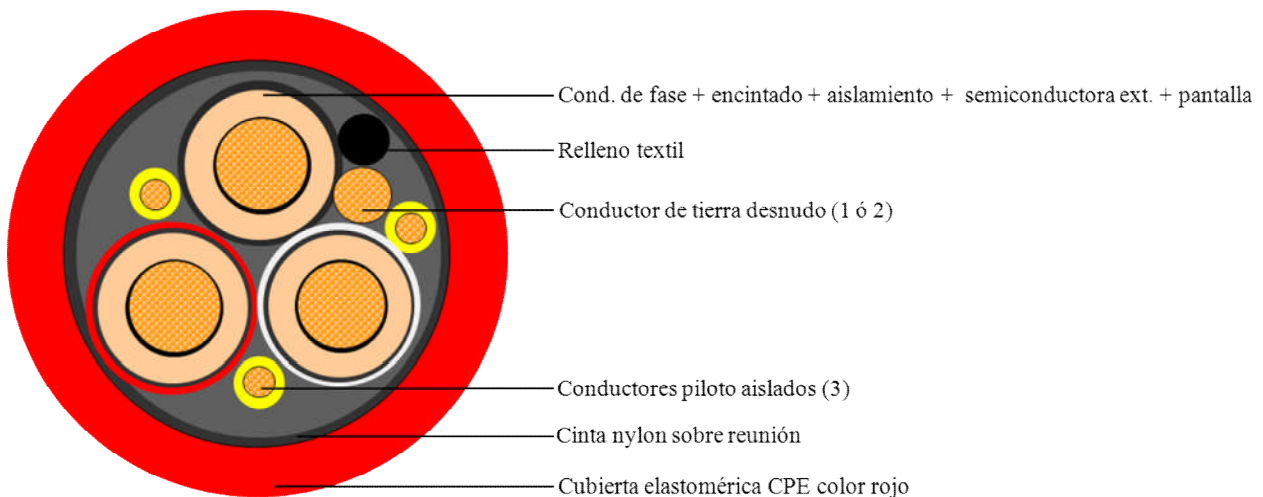 Cond. de fase + encintado + aislamiento + semiconductora ext. + pantalla
Relleno textil
Conductor de tierra desnudo (1 ó 2)
Conductores piloto aislados (3)
Cinta nylon sobre reunión
Cubierta elastomérica CPE color rojo